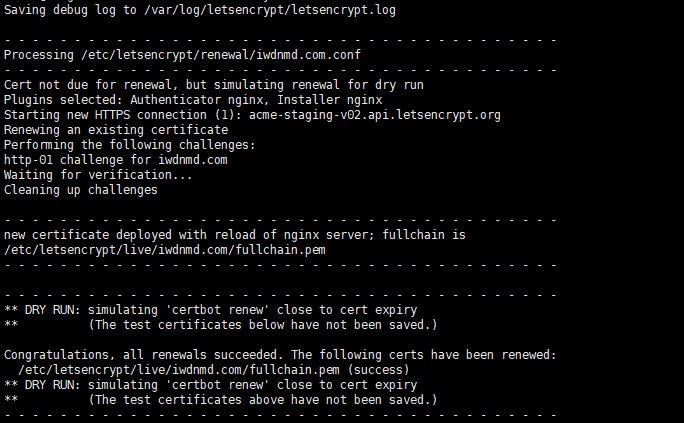 Saving debug log to /var/log/letsencrypt/letsencrypt.log
- - - - - - - - - - - - - - - - - - - - - - - - - - - - - - - - - - - - - - - -
Processing /etc/letsencrypt/renewal/iwdnmd.com.conf
- - - - - - - - - - - - - - - - - - - - - - - - - - - - - - - - - - - - - - - -
Cert not due for renewal, but simulating renewal for dry run
Plugins selected: Authenticator nginx, Installer nginx
Starting new HTTPS connection (1): acme-staging-v02.api.letsencrypt.org
Renewing an existing certificate
Performing the following challenges:
http-01 challenge for iwdnmd.com
Waiting for verification...
Cleaning up challenges
- - - - - - - - - - - - - - - - - - - - - - - - - - - - - - - - - - - - - - - -
new certificate deployed with reload of nginx server; fullchain is
/etc/letsencrypt/live/iwdnmd.com/fullchain.pem
- - - - - - - - - - - - - - - - - - - - - - - - - - - - - - - - - - - - - - - -
- - - - - - - - - - - - - - - - - - - - - - - - - - - - - - - - - - - - - - - -
** DRY RUN: simulating 'certbot renew' close to cert expiry
**          (The test certificates below have not been saved.)
Congratulations, all renewals succeeded. The following certs have been renewed:
  /etc/letsencrypt/live/iwdnmd.com/fullchain.pem (success)
** DRY RUN: simulating 'certbot renew' close to cert expiry
**          (The test certificates above have not been saved.)
- - - - - - - - - - - - - - - - - - - - - - - - - - - - - - - - - - - - - - - -